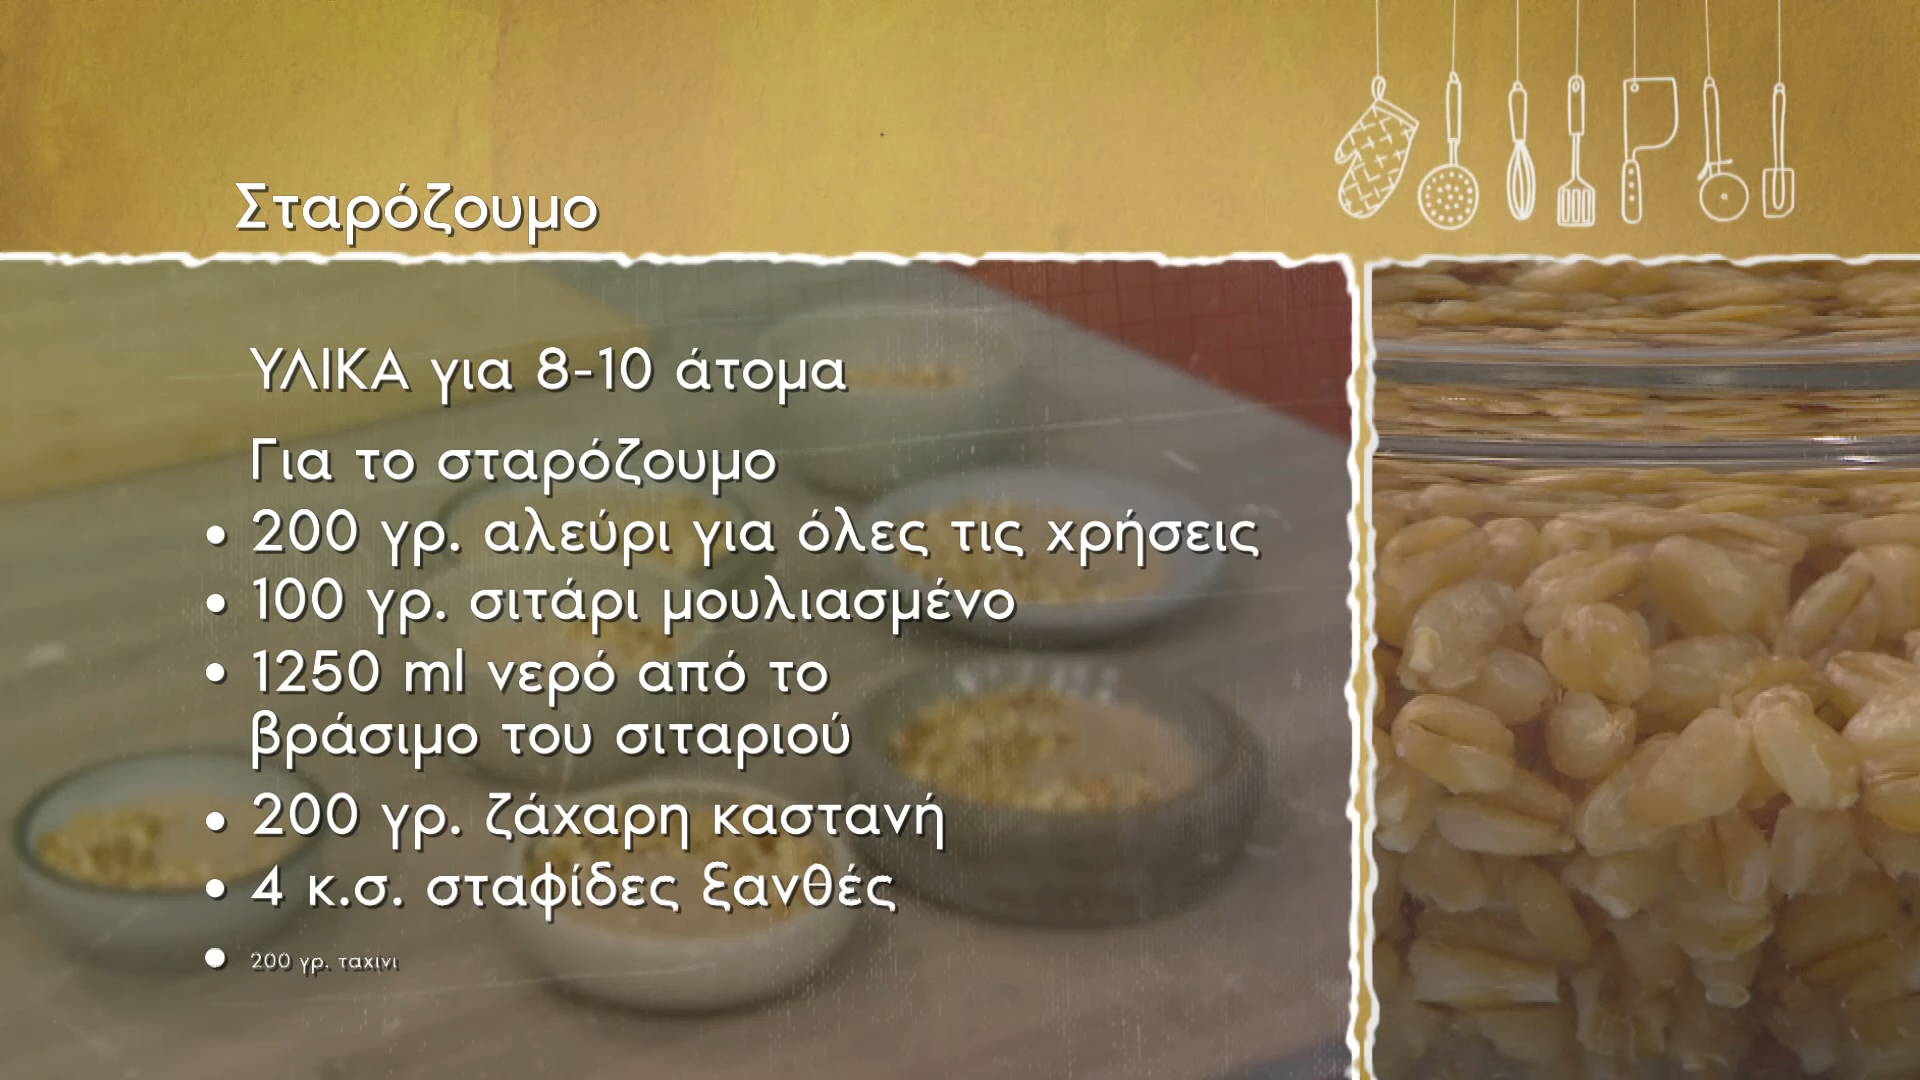 Σταρόζουμο
ΥΛΙΚΑ για 8-10 άτομα
Για το σταρόζουμο
• 200 γρ. αλεύρι για όλες τις χρήσεις
• 100 γρ. σιτάρι μουλιασμένο
• 1250 ml νερό από το
βράσιμο του σιταριού
• 200 γρ. ζάχαρη καστανή
• 4 κ.σ. σταφίδες ξανθές
• 200 γρ. ταχινι